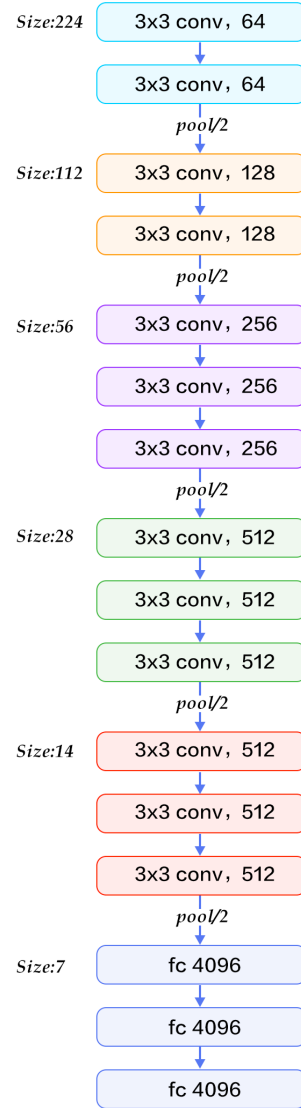 Size:224
3x3 conv，64
3x3 conv，64
pool/2
Size:112
3x3 conv，128
3x3 conv，128
pool/2
Size:56
3x3 conv，256
3x3 conv，256
3x3 conv，256
pool/2
Size:28
3x3 conv，512
3x3 conv，512
3x3 conv，512
pool/2
Size:14
3x3 conv，512
3x3 conv，512
3x3 conv，512
pool/2
Size:7
fc 4096
fc 4096
fc 4096